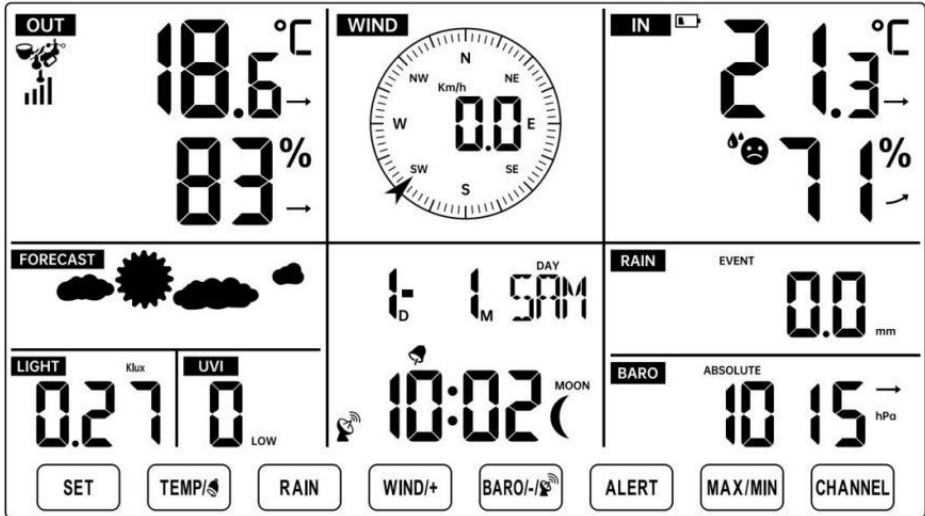 OUT
18.6 °C
83 %
WIND
N
NW NE
Km/h
W 0.0 E
SW SE
S
IN
21.3 °C
71 %
FORECAST
DAY
1D - 1M SAM
RAIN EVENT
0.0 mm
LIGHT Klux
0.27
UVI
0 LOW
10:02 MOON
BARO ABSOLUTE
1015 hPa
SET TEMP/ RAIN WIND/+ BARO/-/ ALERT MAX/MIN CHANNEL